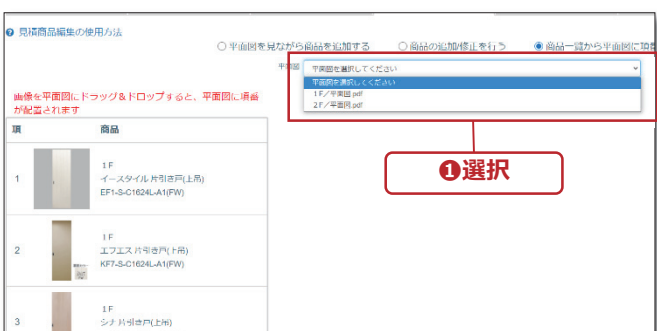 見積商品編集の使用方法
○ 平面図を見ながら商品を追加する ○ 商品の追加/修正を行う ◉ 商品一覧から平面図に項番
平面図 平面図を選択してください
平面図を選択してください
1F/平面図.pdf
2F/平面図.pdf
画像を平面図にドラッグ&ドロップすると、平面図に項番
が配置されます
❶選択
項 商品
1F
1 イースタイル 片引き戸(上吊)
EF1-S-C1624L-A1(FW)
1F
2 エフエス 片引き戸(上吊)
KF7-S-C1624L-A1(FW)
1F
3 シナ 片引き戸(上吊)